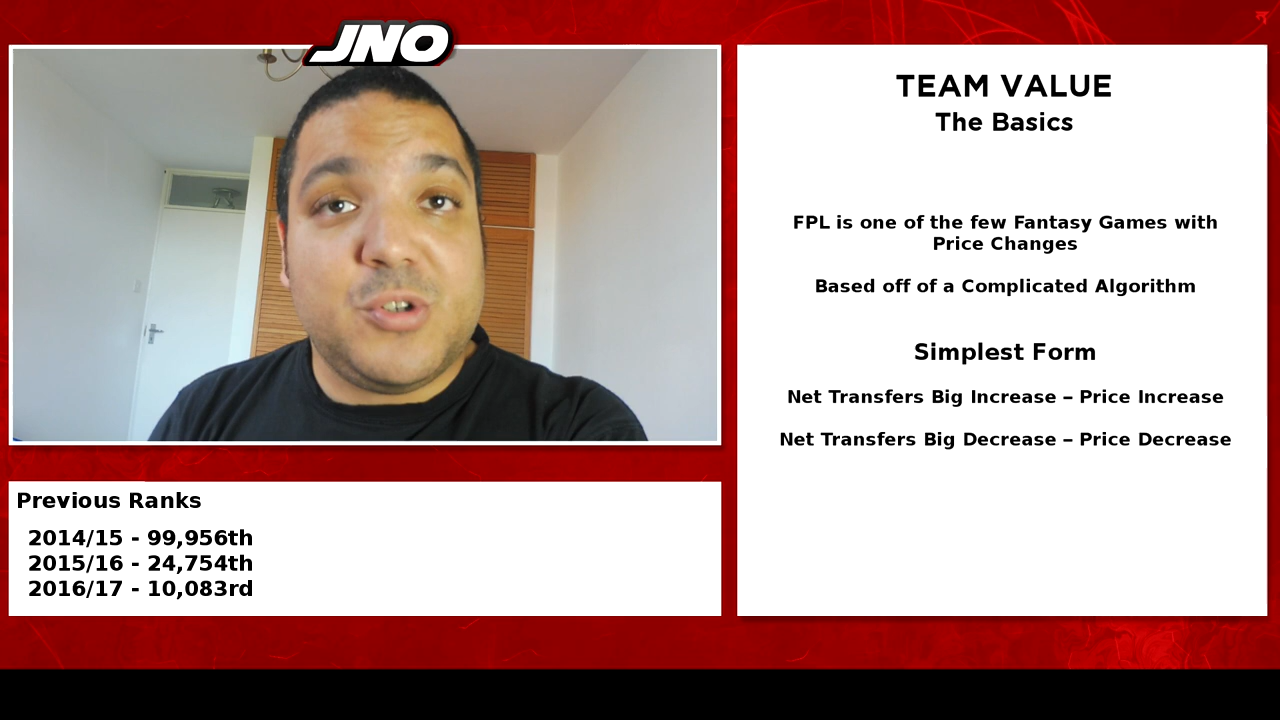 JNO
TEAM VALUE
The Basics
FPL is one of the few Fantasy Games with
Price Changes
Based off of a Complicated Algorithm
Simplest Form
Net Transfers Big Increase – Price Increase
Net Transfers Big Decrease – Price Decrease
Previous Ranks
2014/15 - 99,956th
2015/16 - 24,754th
2016/17 - 10,083rd